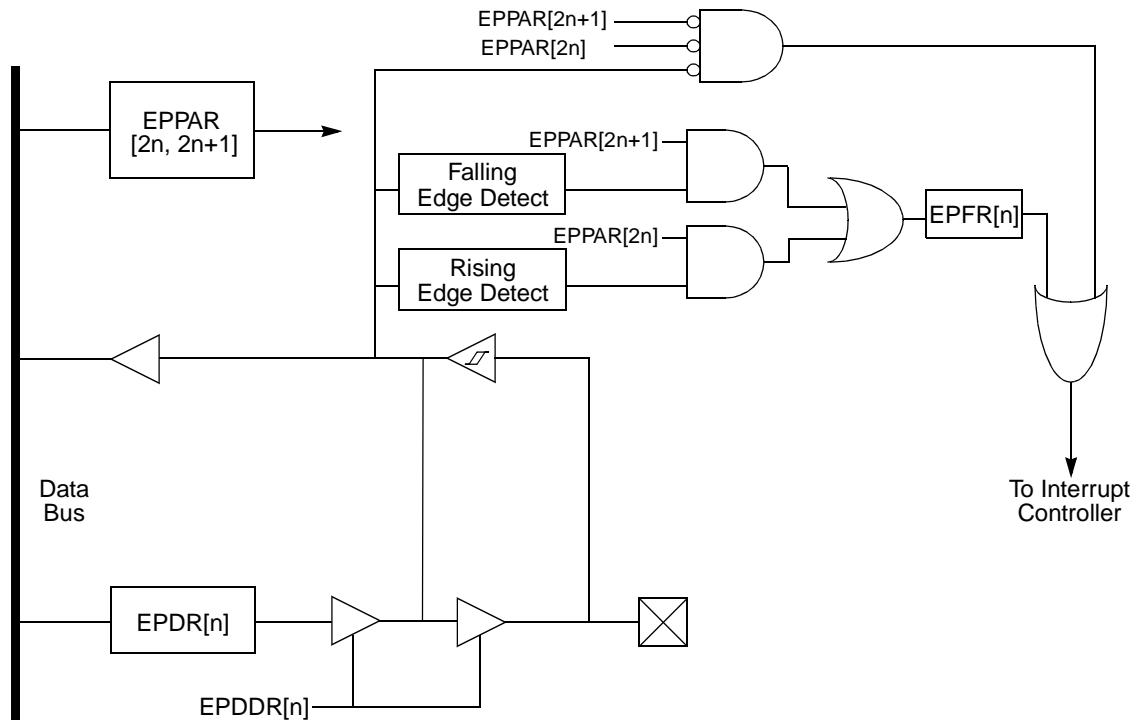 EPPAR[2n+1]
EPPAR[2n]
EPPAR
[2n, 2n+1]
EPPAR[2n+1]
Falling
Edge Detect
EPPAR[2n]
Rising
Edge Detect
EPFR[n]
Data
Bus
To Interrupt
Controller
EPDR[n]
EPDDR[n]